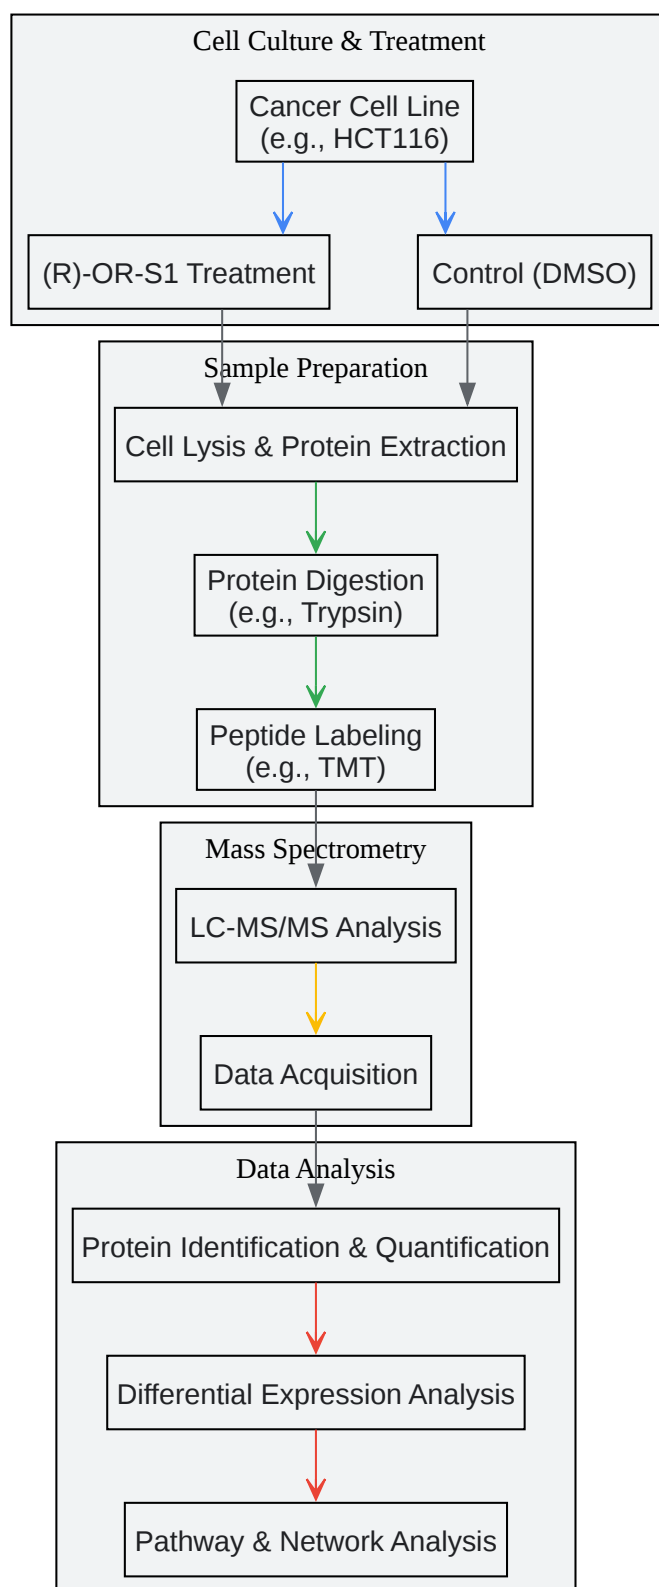 Cell Culture & Treatment
Cancer Cell Line
(e.g., HCT116)
(R)-OR-S1 Treatment
Control (DMSO)
Sample Preparation
Cell Lysis & Protein Extraction
Protein Digestion
(e.g., Trypsin)
Peptide Labeling
(e.g., TMT)
Mass Spectrometry
LC-MS/MS Analysis
Data Acquisition
Data Analysis
Protein Identification & Quantification
Differential Expression Analysis
Pathway & Network Analysis